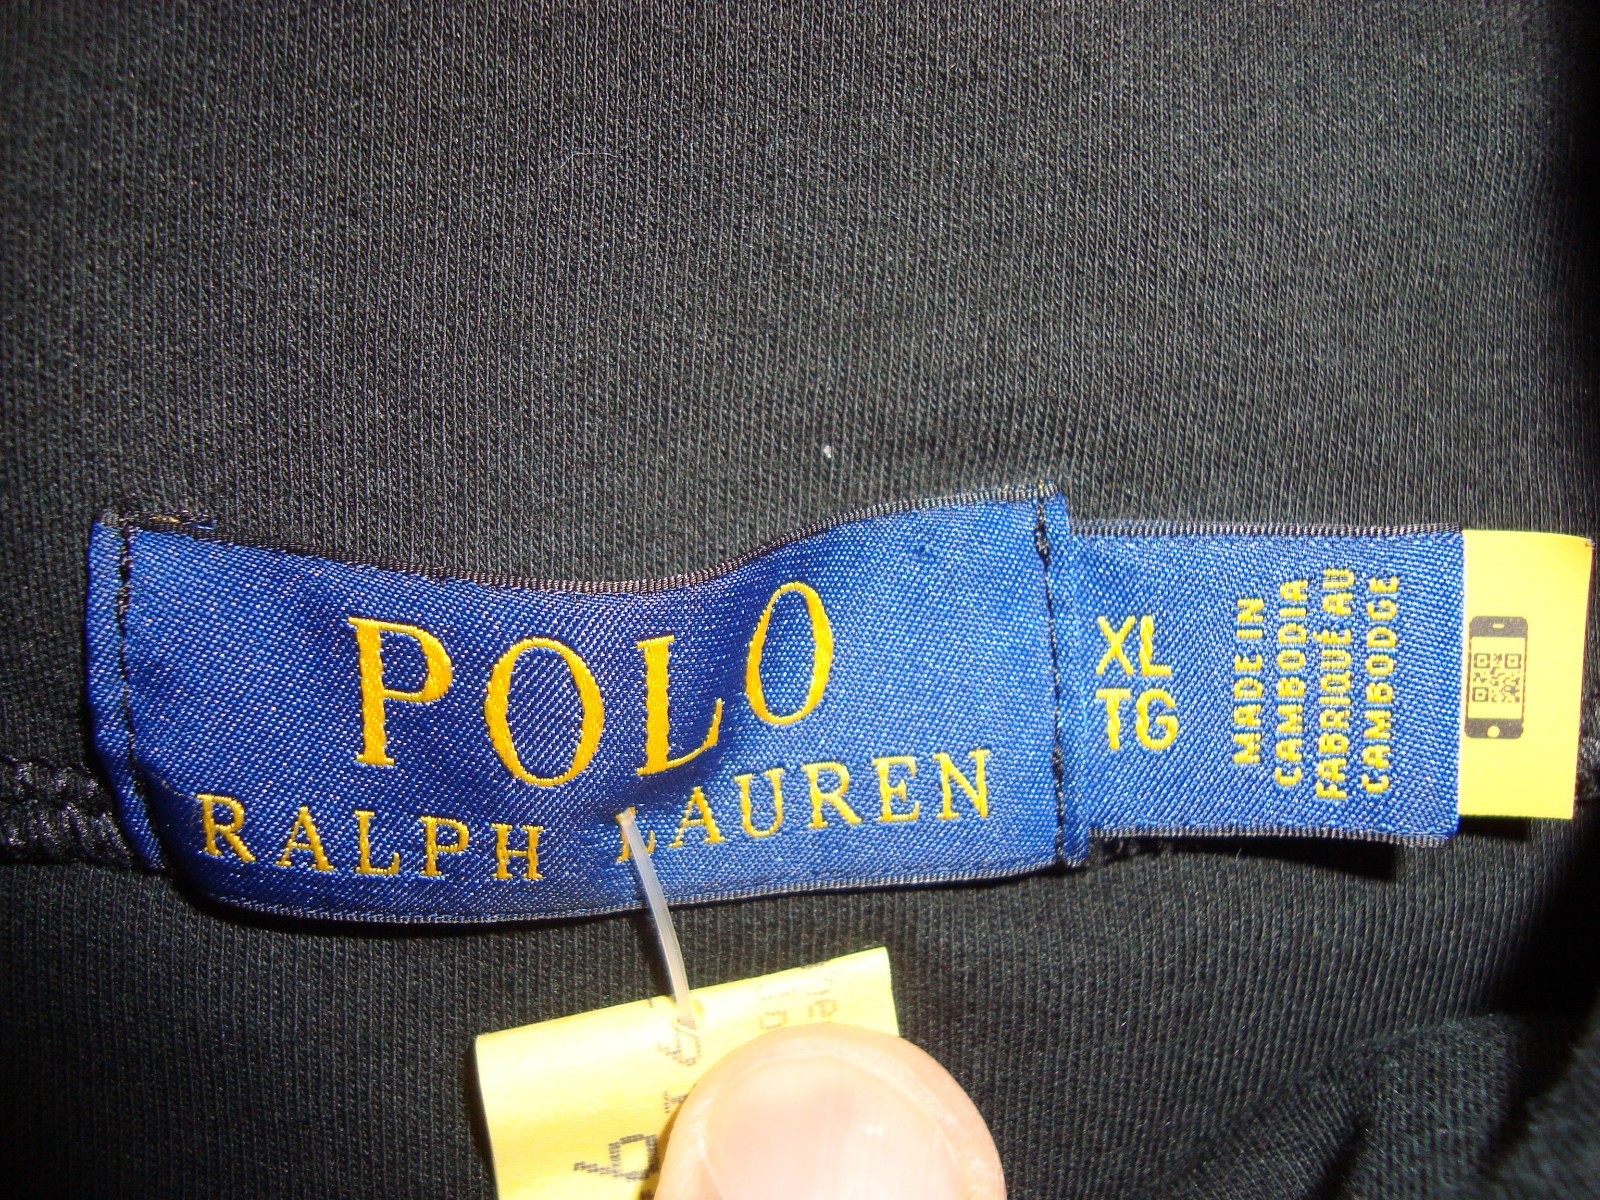 POLO
RALPH LAUREN
XL
TG
MADE IN
CAMBODIA
FABRIQUÉ AU
CAMBODGE